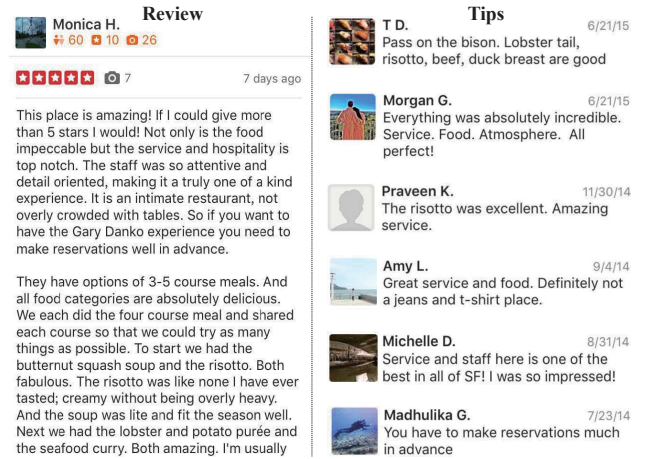 Review
Monica H.
60 10 26
7
7 days ago
This place is amazing! If I could give more
than 5 stars I would! Not only is the food
impeccable but the service and hospitality is
top notch. The staff was so attentive and
detail oriented, making it a truly one of a kind
experience. It is an intimate restaurant, not
overly crowded with tables. So if you want to
have the Gary Danko experience you need to
make reservations well in advance.
They have options of 3-5 course meals. And
all food categories are absolutely delicious.
We each did the four course meal and shared
each course so that we could try as many
things as possible. To start we had the
butternut squash soup and the risotto. Both
fabulous. The risotto was like none I have ever
tasted; creamy without being overly heavy.
And the soup was lite and fit the season well.
Next we had the lobster and potato purée and
the seafood curry. Both amazing. I'm usually
Tips
T D.
6/21/15
Pass on the bison. Lobster tail,
risotto, beef, duck breast are good
Morgan G.
6/21/15
Everything was absolutely incredible.
Service. Food. Atmosphere. All
perfect!
Praveen K.
11/30/14
The risotto was excellent. Amazing
service.
Amy L.
9/4/14
Great service and food. Definitely not
a jeans and t-shirt place.
Michelle D.
8/31/14
Service and staff here is one of the
best in all of SF! I was so impressed!
Madhulika G.
7/23/14
You have to make reservations much
in advance